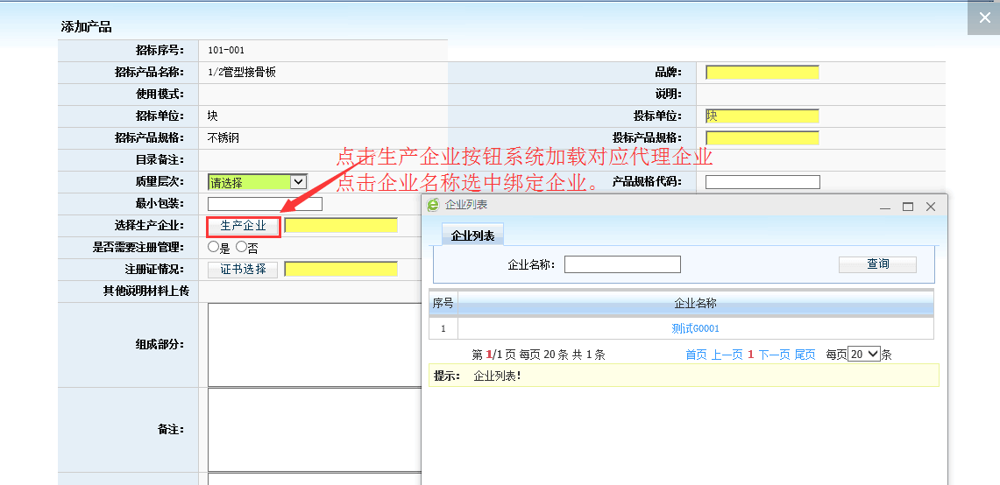 添加产品
招标序号： 101-001
招标产品名称： 1/2管型接骨板 品牌：
使用模式： 说明：
招标单位： 块 投标单位： 块
招标产品规格： 不锈钢 投标产品规格：
目录备注：
点击生产企业按钮系统加载对应代理企业
点击企业名称选中绑定企业。
质量层次： 请选择 产品规格代码：
最小包装：
选择生产企业： 生产企业
是否需要注册管理： 是 否
注册证情况： 证书选择
其他说明材料上传
组成部分：
备注：
企业列表
企业列表
企业名称： 查询
序号 企业名称
1 测试G0001
第 1/1 页 每页 20 条 共 1 条 首页 上一页 1 下一页 尾页 每页 20 条
提示： 企业列表!